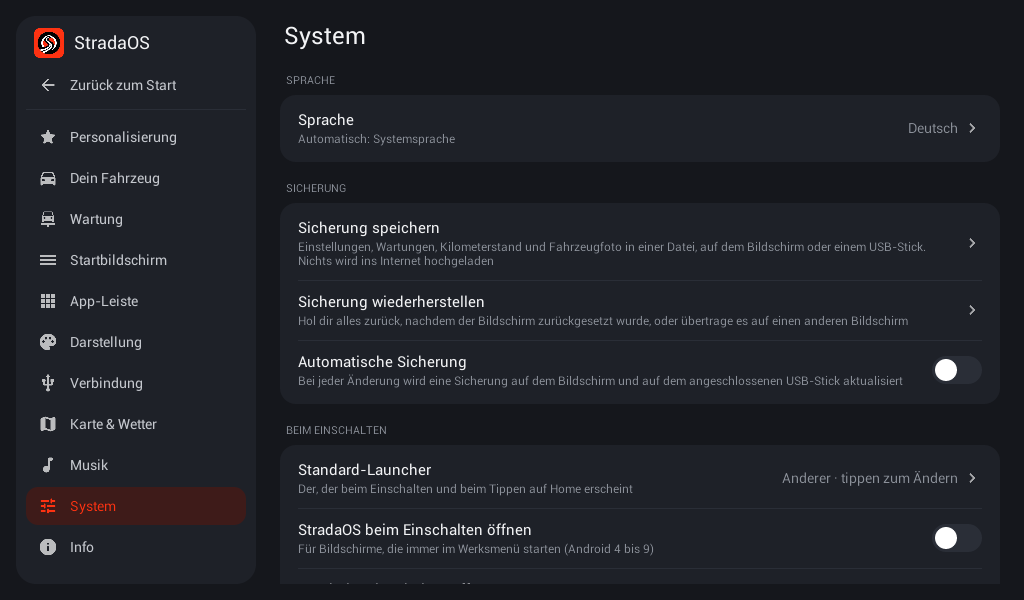 StradaOS
Zurück zum Start
Personalisierung
Dein Fahrzeug
Wartung
Startbildschirm
App-Leiste
Darstellung
Verbindung
Karte & Wetter
Musik
System
Info
System
SPRACHE
Sprache
Automatisch: Systemsprache
Deutsch
SICHERUNG
Sicherung speichern
Einstellungen, Wartungen, Kilometerstand und Fahrzeugfoto in einer Datei, auf dem Bildschirm oder einem USB-Stick.
Nichts wird ins Internet hochgeladen
Sicherung wiederherstellen
Hol dir alles zurück, nachdem der Bildschirm zurückgesetzt wurde, oder übertrage es auf einen anderen Bildschirm
Automatische Sicherung
Bei jeder Änderung wird eine Sicherung auf dem Bildschirm und auf dem angeschlossenen USB-Stick aktualisiert
BEIM EINSCHALTEN
Standard-Launcher
Der, der beim Einschalten und beim Tippen auf Home erscheint
Anderer · tippen zum Ändern
StradaOS beim Einschalten öffnen
Für Bildschirme, die immer im Werksmenü starten (Android 4 bis 9)